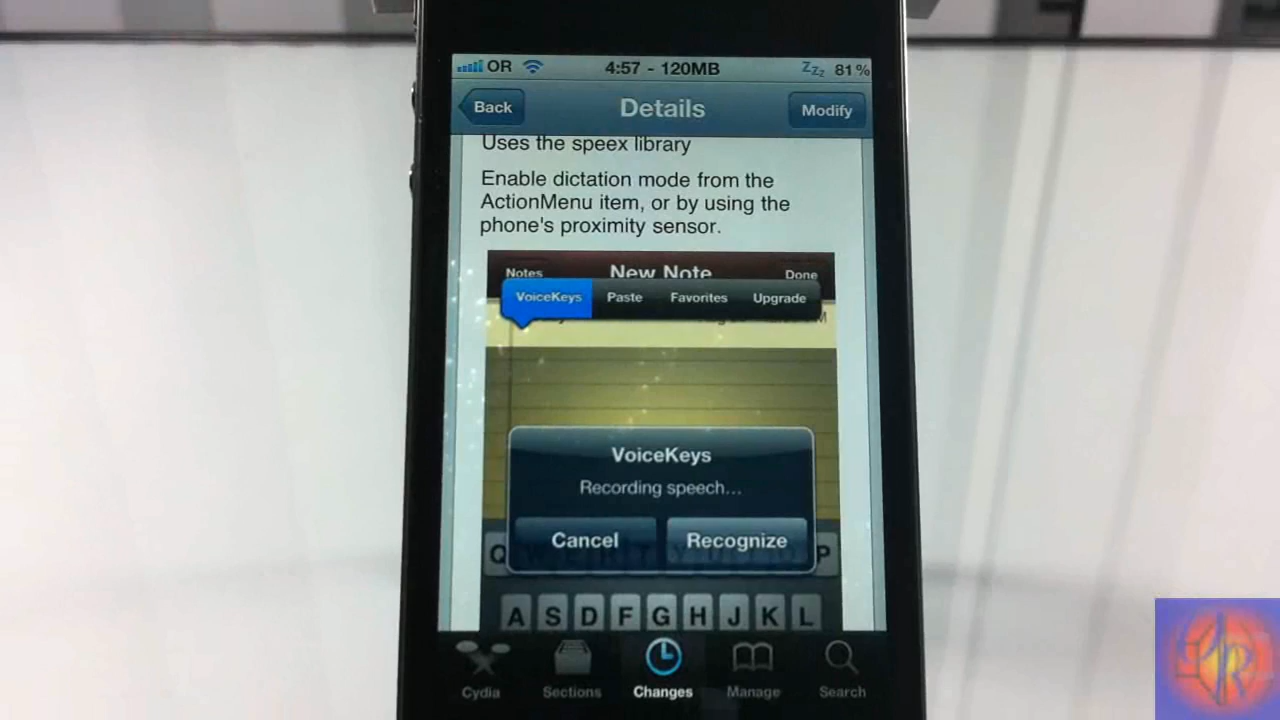 OR 4:57 - 120MB Zzz 81%
Back Details Modify
Uses the speex library
Enable dictation mode from the
ActionMenu item, or by using the
phone's proximity sensor.
Notes New Note Done
VoiceKeys Paste Favorites Upgrade
VoiceKeys
Recording speech...
Cancel Recognize
Q P
A S D F G H J K L
Cydia Sections Changes Manage Search